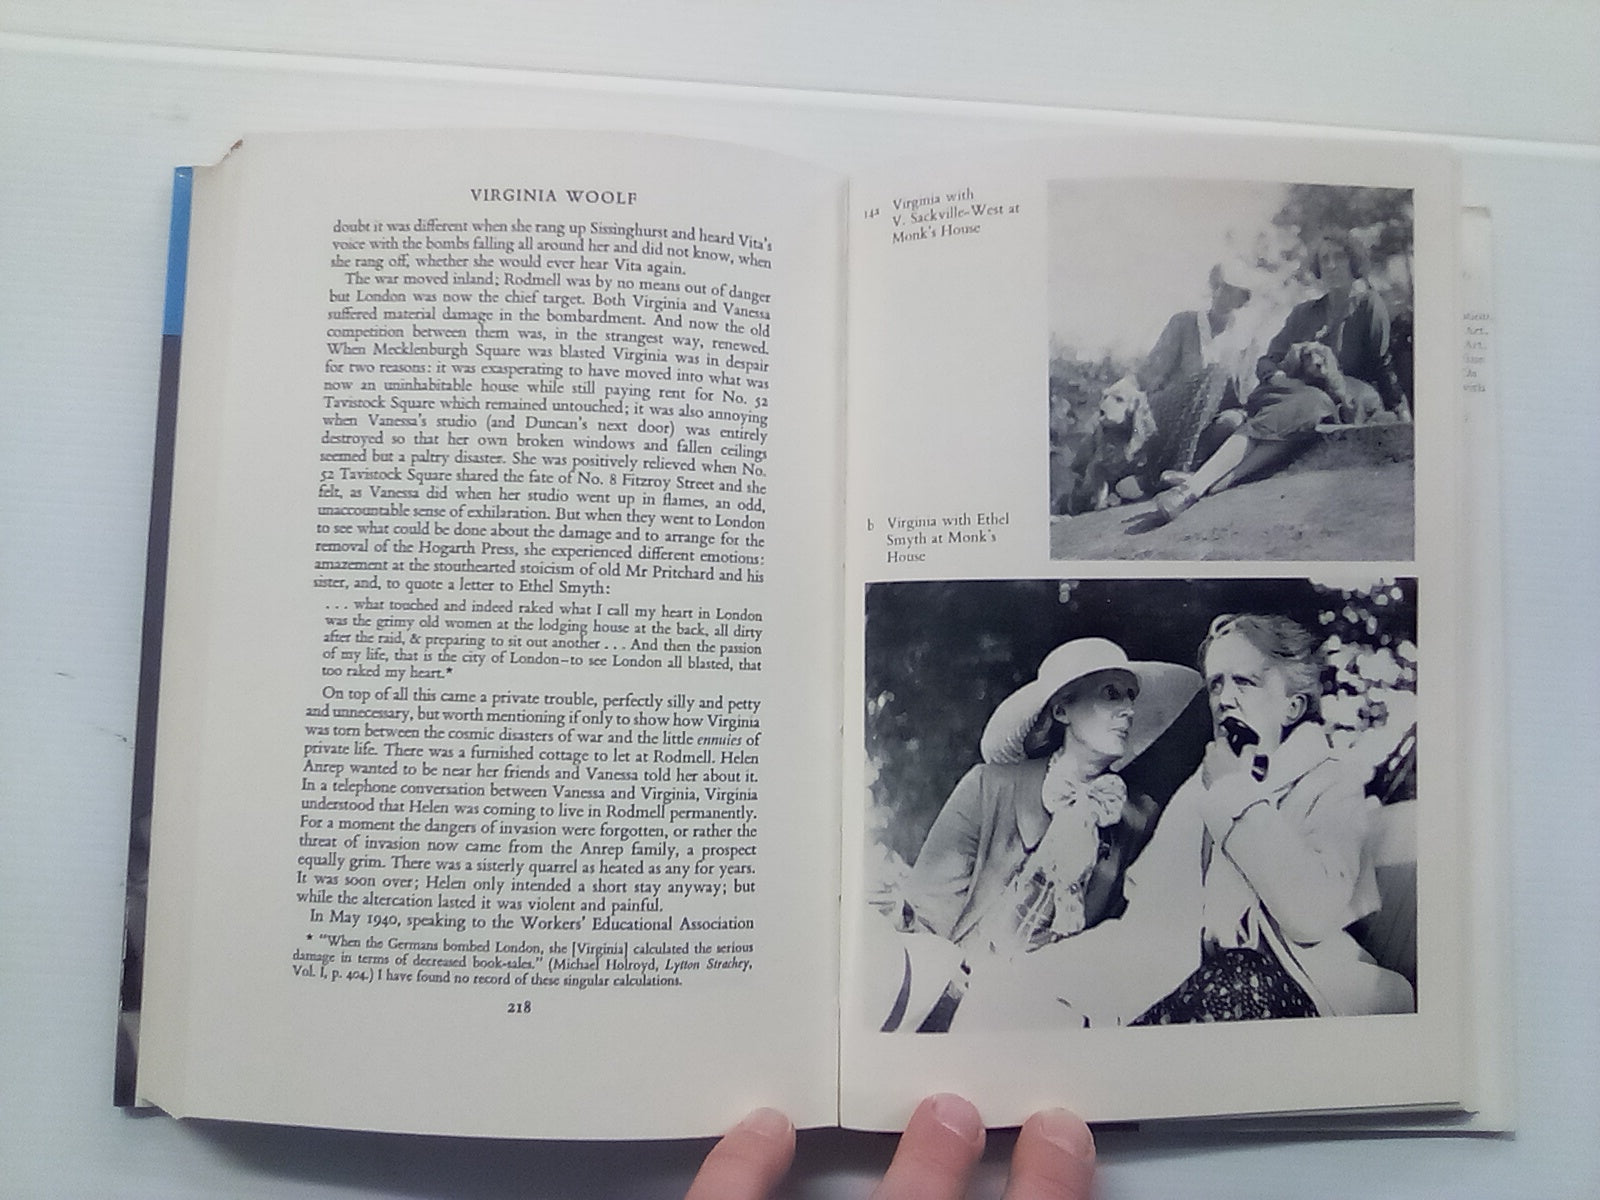 VIRGINIA WOOLF
doubt it was different when she rang up Sissinghurst and heard Vita's
voice with the bombs falling all around her and did not know, when
she rang off, whether she would ever hear Vita again.
The war moved inland; Rodmell was by no means out of danger
but London was now the chief target. Both Virginia and Vanessa
suffered material damage in the bombardment. And now the old
competition between them was, in the strangest way, renewed.
When Mecklenburgh Square was blasted Virginia was in despair
for two reasons: it was exasperating to have moved into what was
now an uninhabitable house while still paying rent for No. 52
Tavistock Square which remained untouched; it was also annoying
when Vanessa's studio (and Duncan's next door) was entirely
destroyed so that her own broken windows and fallen ceilings
seemed but a paltry disaster. She was positively relieved when No.
52 Tavistock Square shared the fate of No. 8 Fitzroy Street and she
felt, as Vanessa did when her studio went up in flames, an odd,
unaccountable sense of exhilaration. But when they went to London
to see what could be done about the damage and to arrange for the
removal of the Hogarth Press, she experienced different emotions:
amazement at the stouthearted stoicism of old Mr Pritchard and his
sister, and, to quote a letter to Ethel Smyth:
. . . what touched and indeed raked what I call my heart in London
was the grimy old women at the lodging house at the back, all dirty
after the raid, & preparing to sit out another . . . And then the passion
of my life, that is the city of London–to see London all blasted, that
too raked my heart.*
On top of all this came a private trouble, perfectly silly and petty
and unnecessary, but worth mentioning if only to show how Virginia
was torn between the cosmic disasters of war and the little ennuies of
private life. There was a furnished cottage to let at Rodmell. Helen
Anrep wanted to be near her friends and Vanessa told her about it.
In a telephone conversation between Vanessa and Virginia, Virginia
understood that Helen was coming to live in Rodmell permanently.
For a moment the dangers of invasion were forgotten, or rather the
threat of invasion now came from the Anrep family, a prospect
equally grim. There was a sisterly quarrel as heated as any for years.
It was soon over; Helen only intended a short stay anyway; but
while the altercation lasted it was violent and painful.
In May 1940, speaking to the Workers' Educational Association
* "When the Germans bombed London, she [Virginia] calculated the serious
damage in terms of decreased book-sales." (Michael Holroyd, Lytton Strachey,
Vol. I, p. 404.) I have found no record of these singular calculations.
218
14a Virginia with
V. Sackville-West at
Monk's House
b Virginia with Ethel
Smyth at Monk's
House